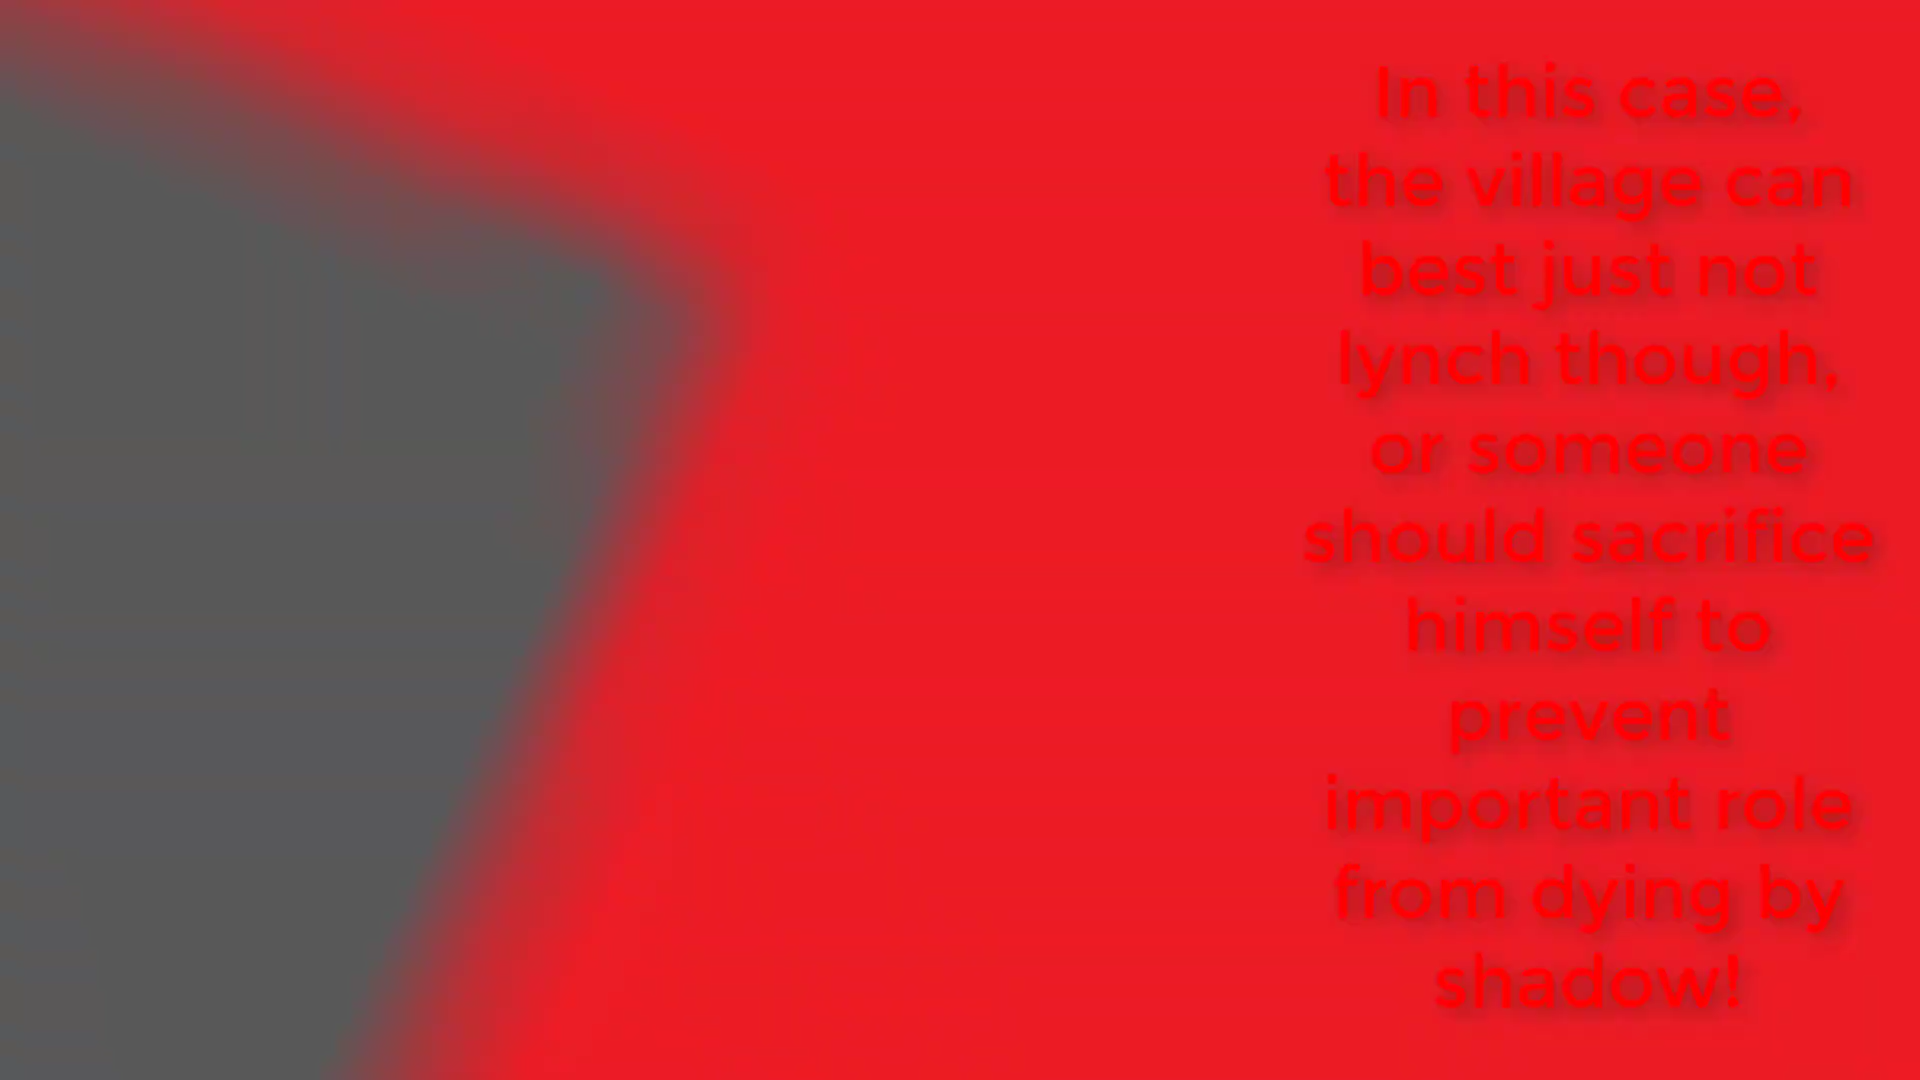 In this case,
the village can
best just not
lynch though,
or someone
should sacrifice
himself to
prevent
important role
from dying by
shadow!